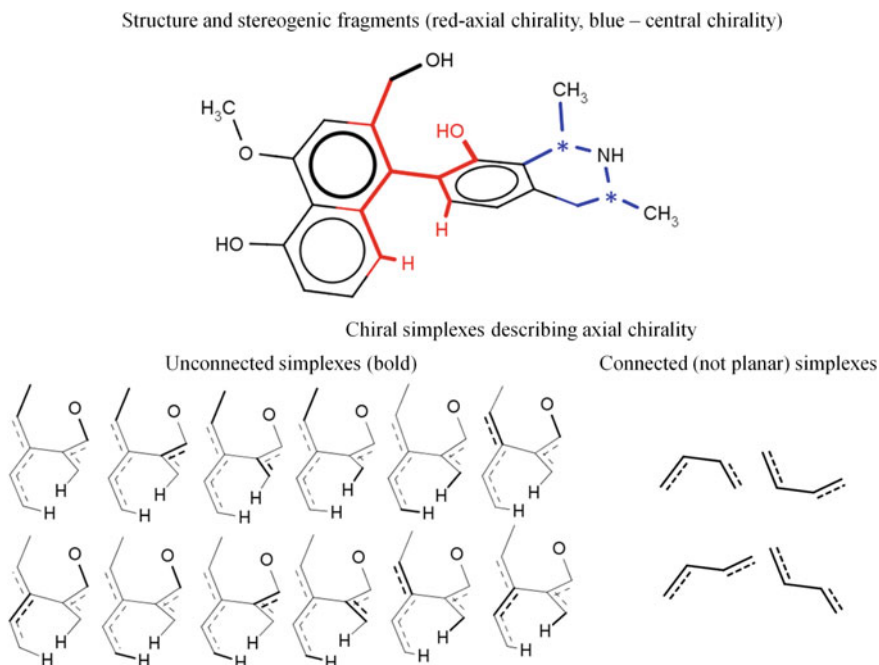 Structure and stereogenic fragments (red-axial chirality, blue – central chirality)
OH
H3C
O
HO
CH3
*
NH
*
CH3
H
HO
H
Chiral simplexes describing axial chirality
Unconnected simplexes (bold)
Connected (not planar) simplexes
O O O O O O
H H H H H H
H H H H H H
O O O O O O
H H H H H H
H H H H H H